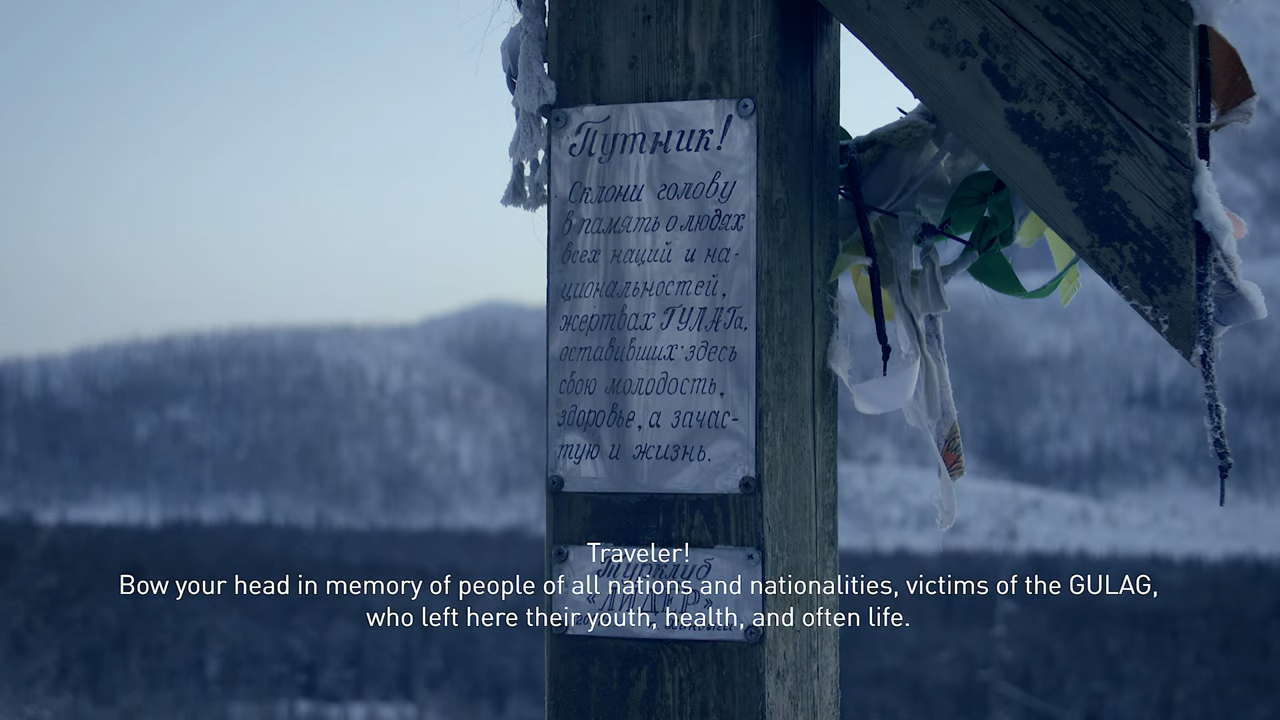 Путник!
Склони голову
в память о людях
всех наций и на-
циональностей,
жертвах ГУЛАГа,
оставивших здесь
свою молодость,
здоровье, а зачас-
тую и жизнь.
Traveler!
Турклуб
Bow your head in memory of people of all nations and nationalities, victims of the GULAG,
«ЛИДЕР»
who left here their youth, health, and often life.